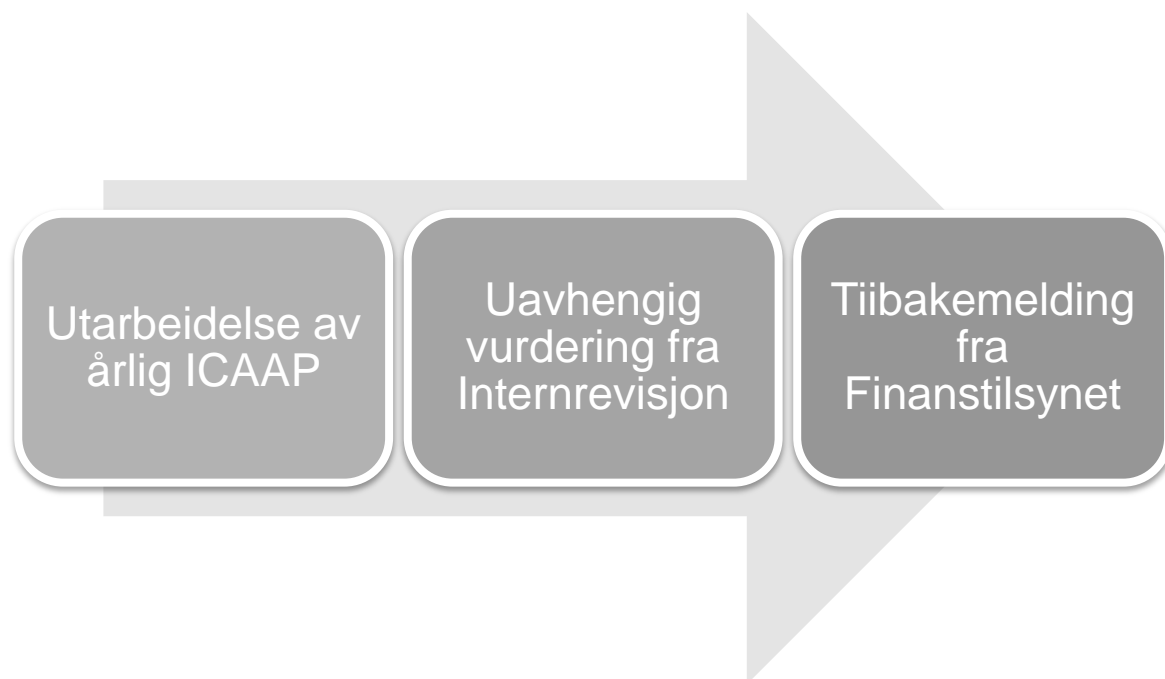 Utarbeidelse av
årlig ICAAP
Uavhengig
vurdering fra
Internrevisjon
Tiibakemelding
fra
Finanstilsynet